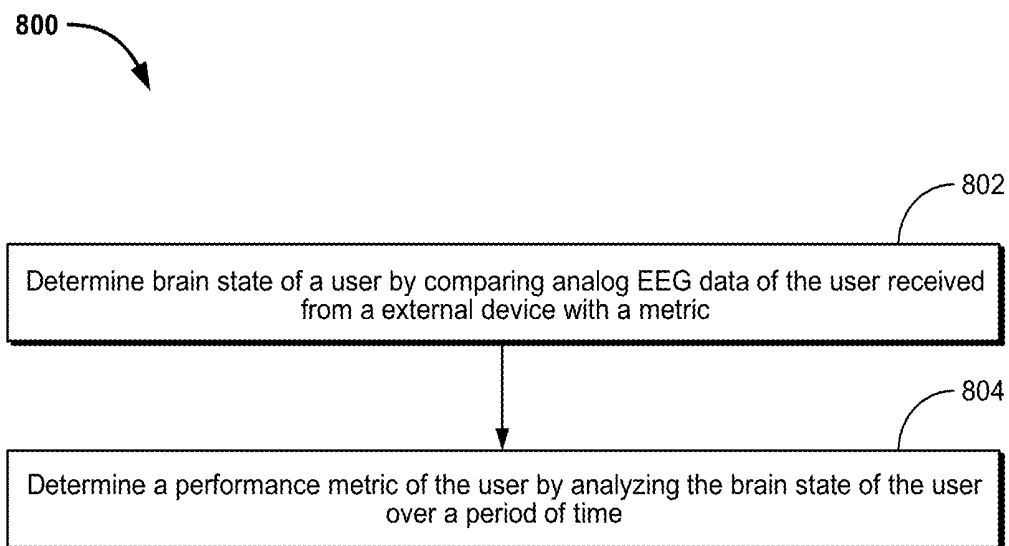 800
802
Determine brain state of a user by comparing analog EEG data of the user received
from a external device with a metric
804
Determine a performance metric of the user by analyzing the brain state of the user
over a period of time